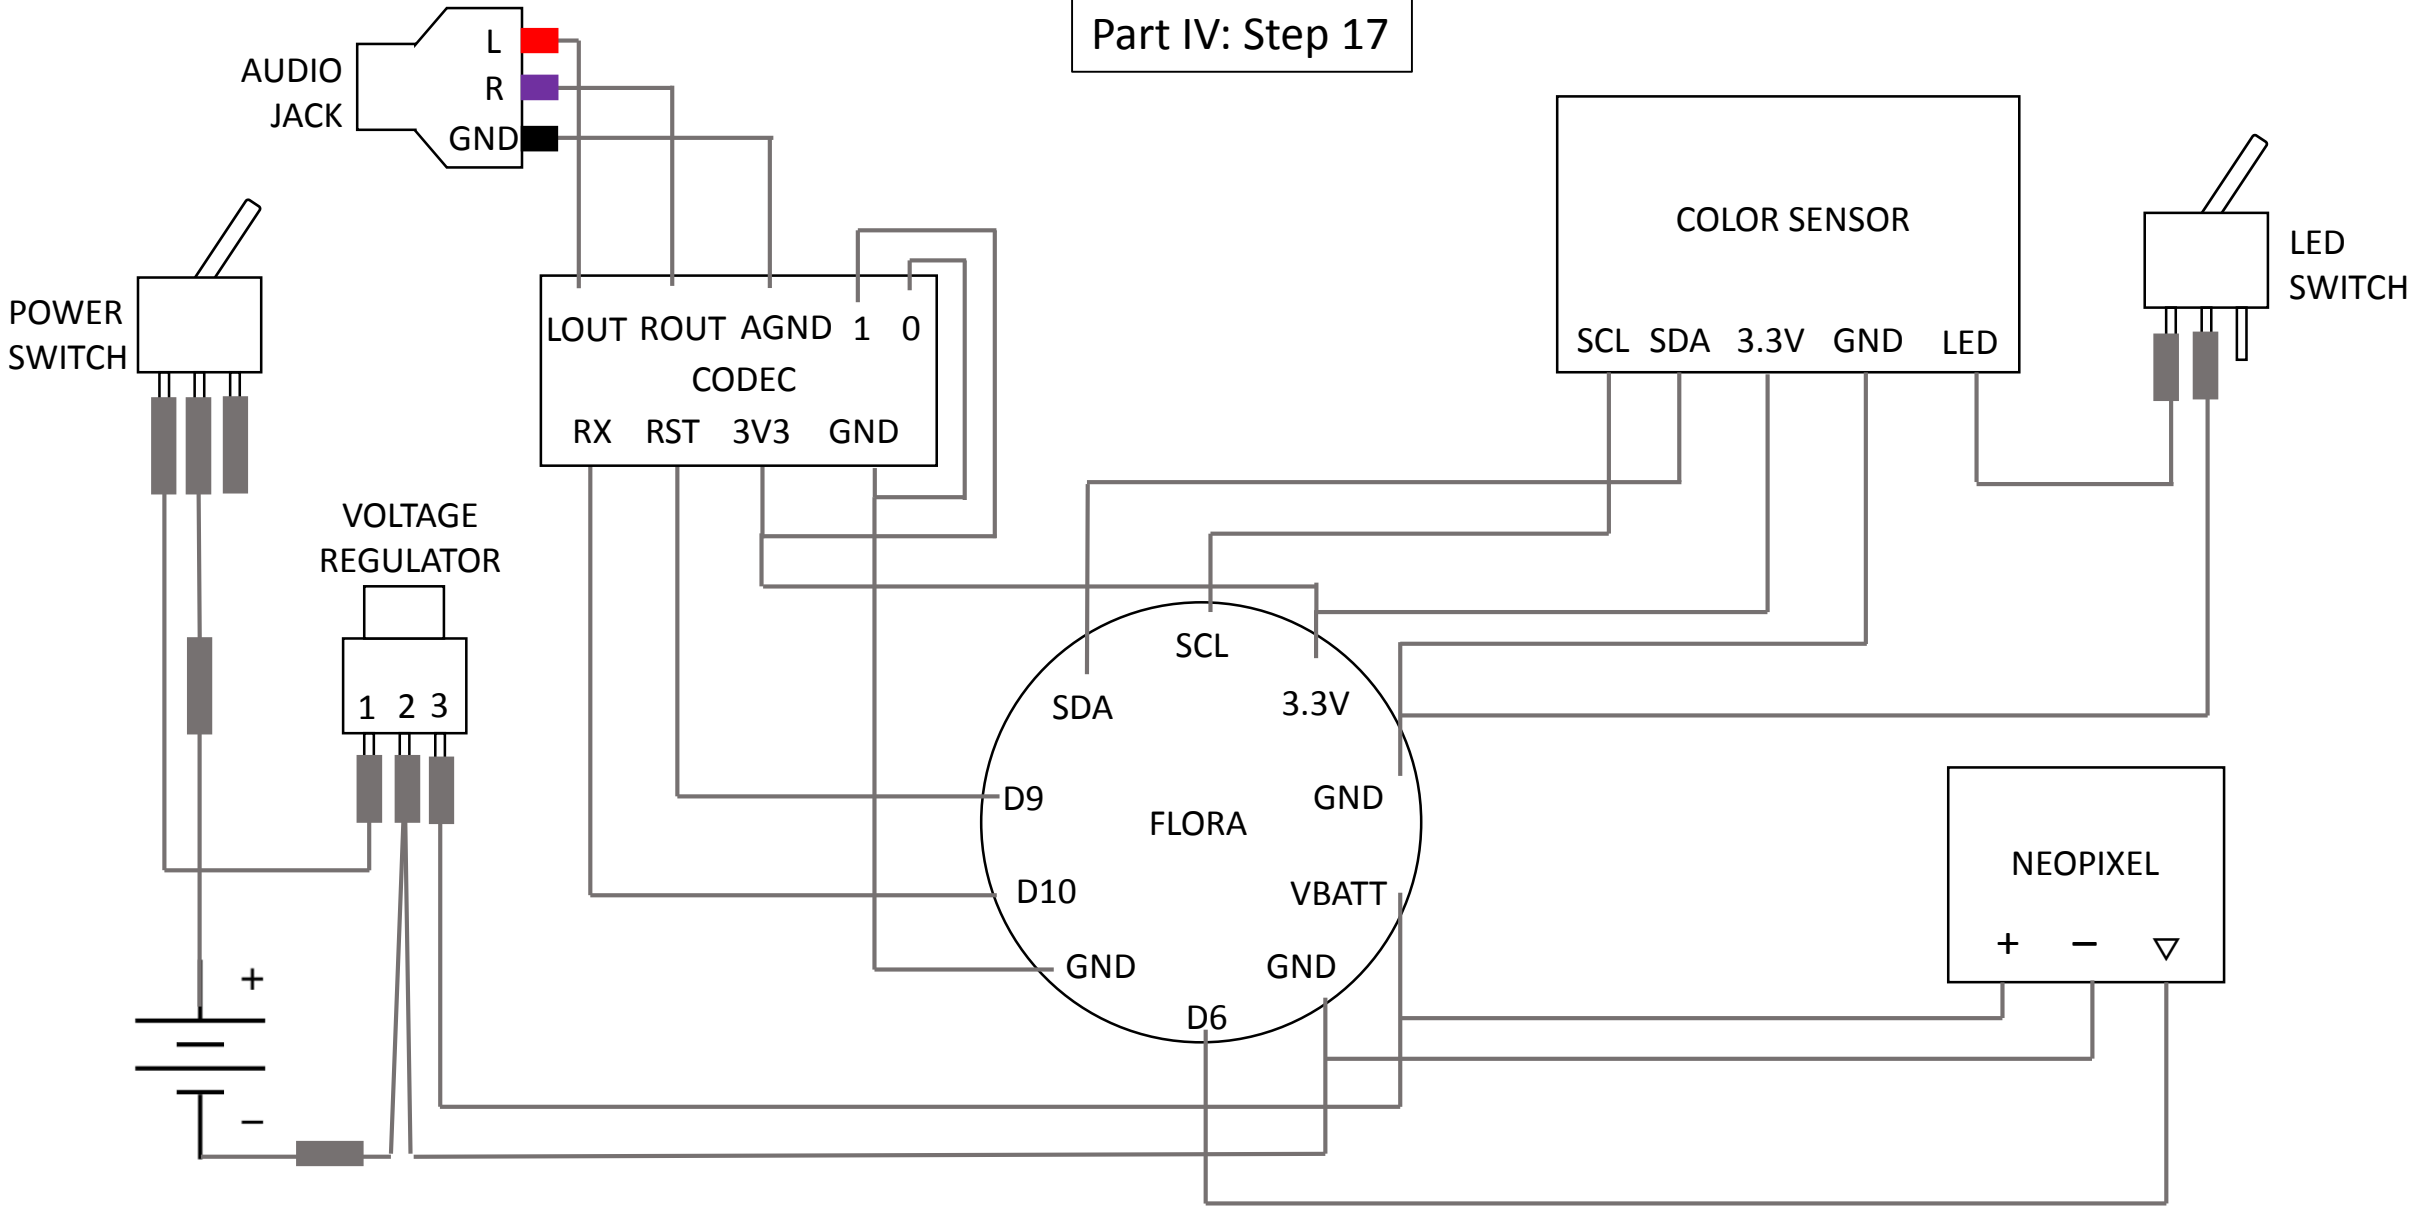 Part IV: Step 17
AUDIO
JACK
L
R
GND
POWER
SWITCH
LOUT ROUT AGND 1 0
CODEC
RX RST 3V3 GND
COLOR SENSOR
SCL SDA 3.3V GND LED
LED
SWITCH
VOLTAGE
REGULATOR
1 2 3
SCL
SDA
3.3V
D9
GND
FLORA
D10
VBATT
GND
GND
D6
NEOPIXEL
+ −
+
−